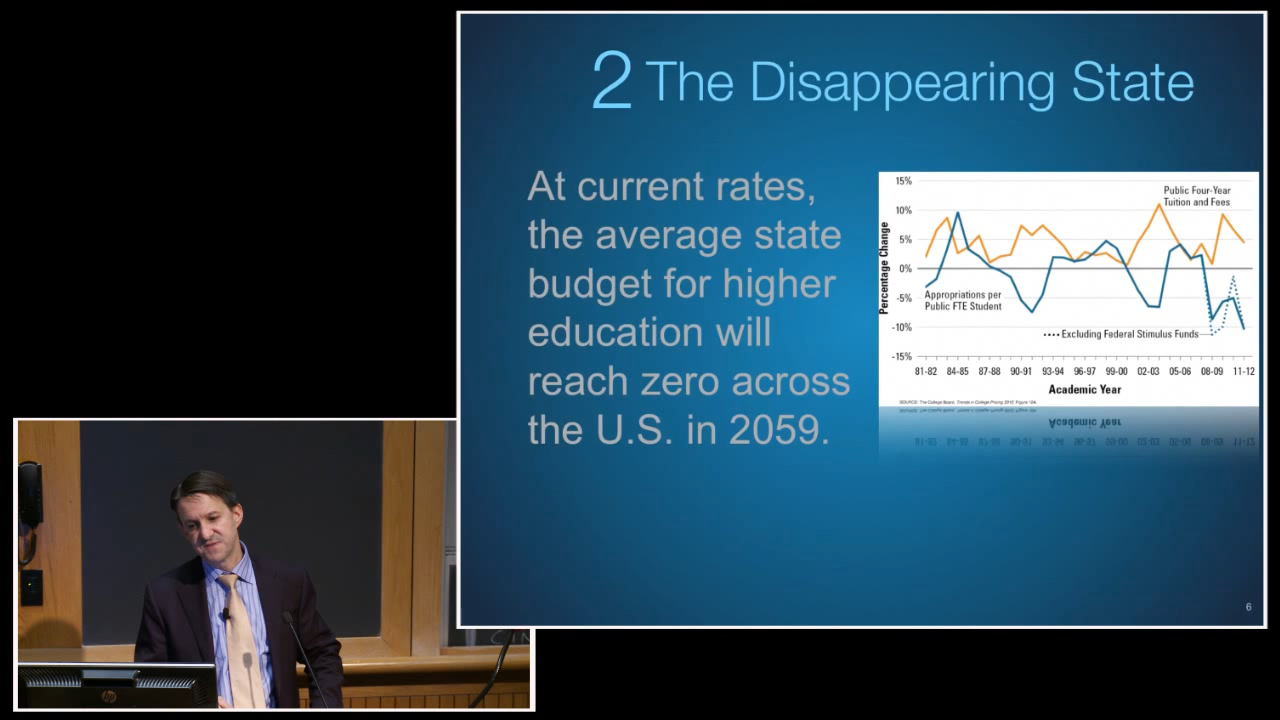 2 The Disappearing State
At current rates,
the average state
budget for higher
education will
reach zero across
the U.S. in 2059.
15%
10%
5%
0%
-5%
-10%
-15%
Percentage Change
Public Four-Year
Tuition and Fees
Appropriations per
Public FTE Student
Excluding Federal Stimulus Funds
81-82 84-85 87-88 90-91 93-94 96-97 99-00 02-03 05-06 08-09 11-12
Academic Year
6
hp